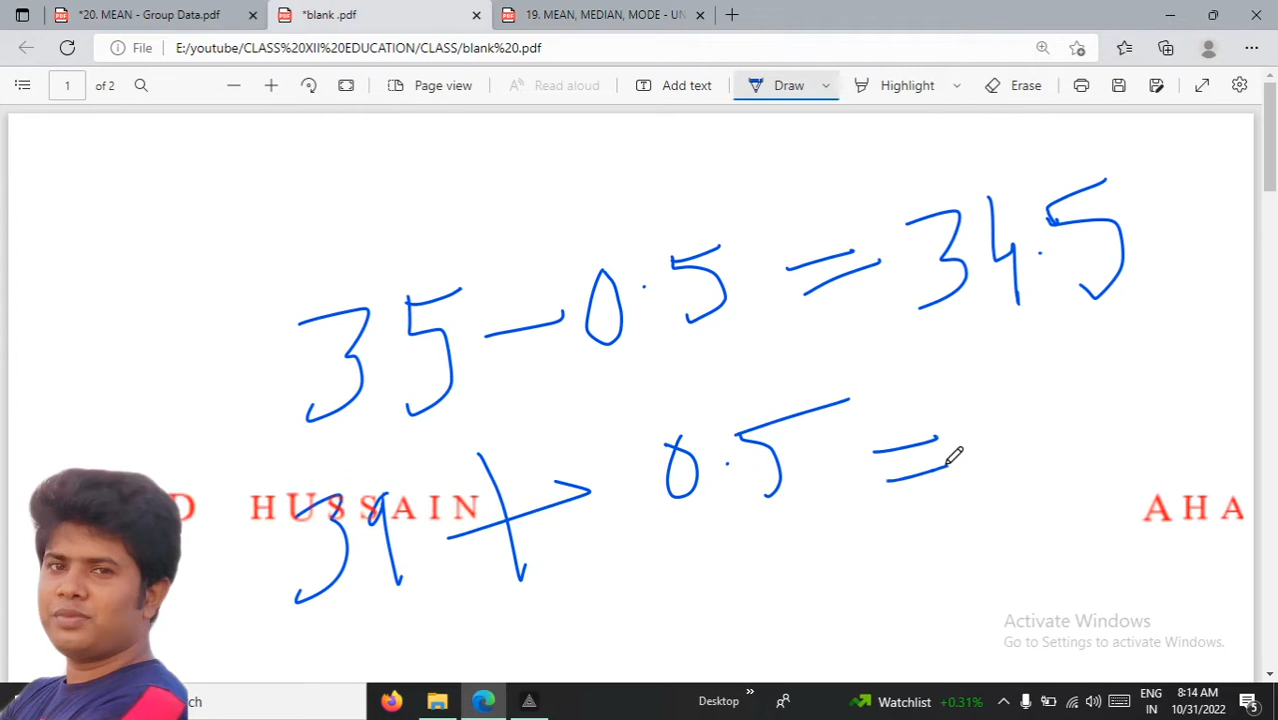 *20. MEAN - Group Data.pdf
*blank .pdf
19. MEAN, MEDIAN, MODE - UN
File E:/youtube/CLASS%20XII%20EDUCATION/CLASS/blank%20.pdf
1 of 2 Page view Read aloud Add text Draw Highlight Erase
35 - 0.5 = 34.5
39 + 0.5 =
D HUSSAIN AHA
Activate Windows
Go to Settings to activate Windows.
rch Desktop Watchlist +0.31% ENG IN 8:14 AM 10/31/2022 5